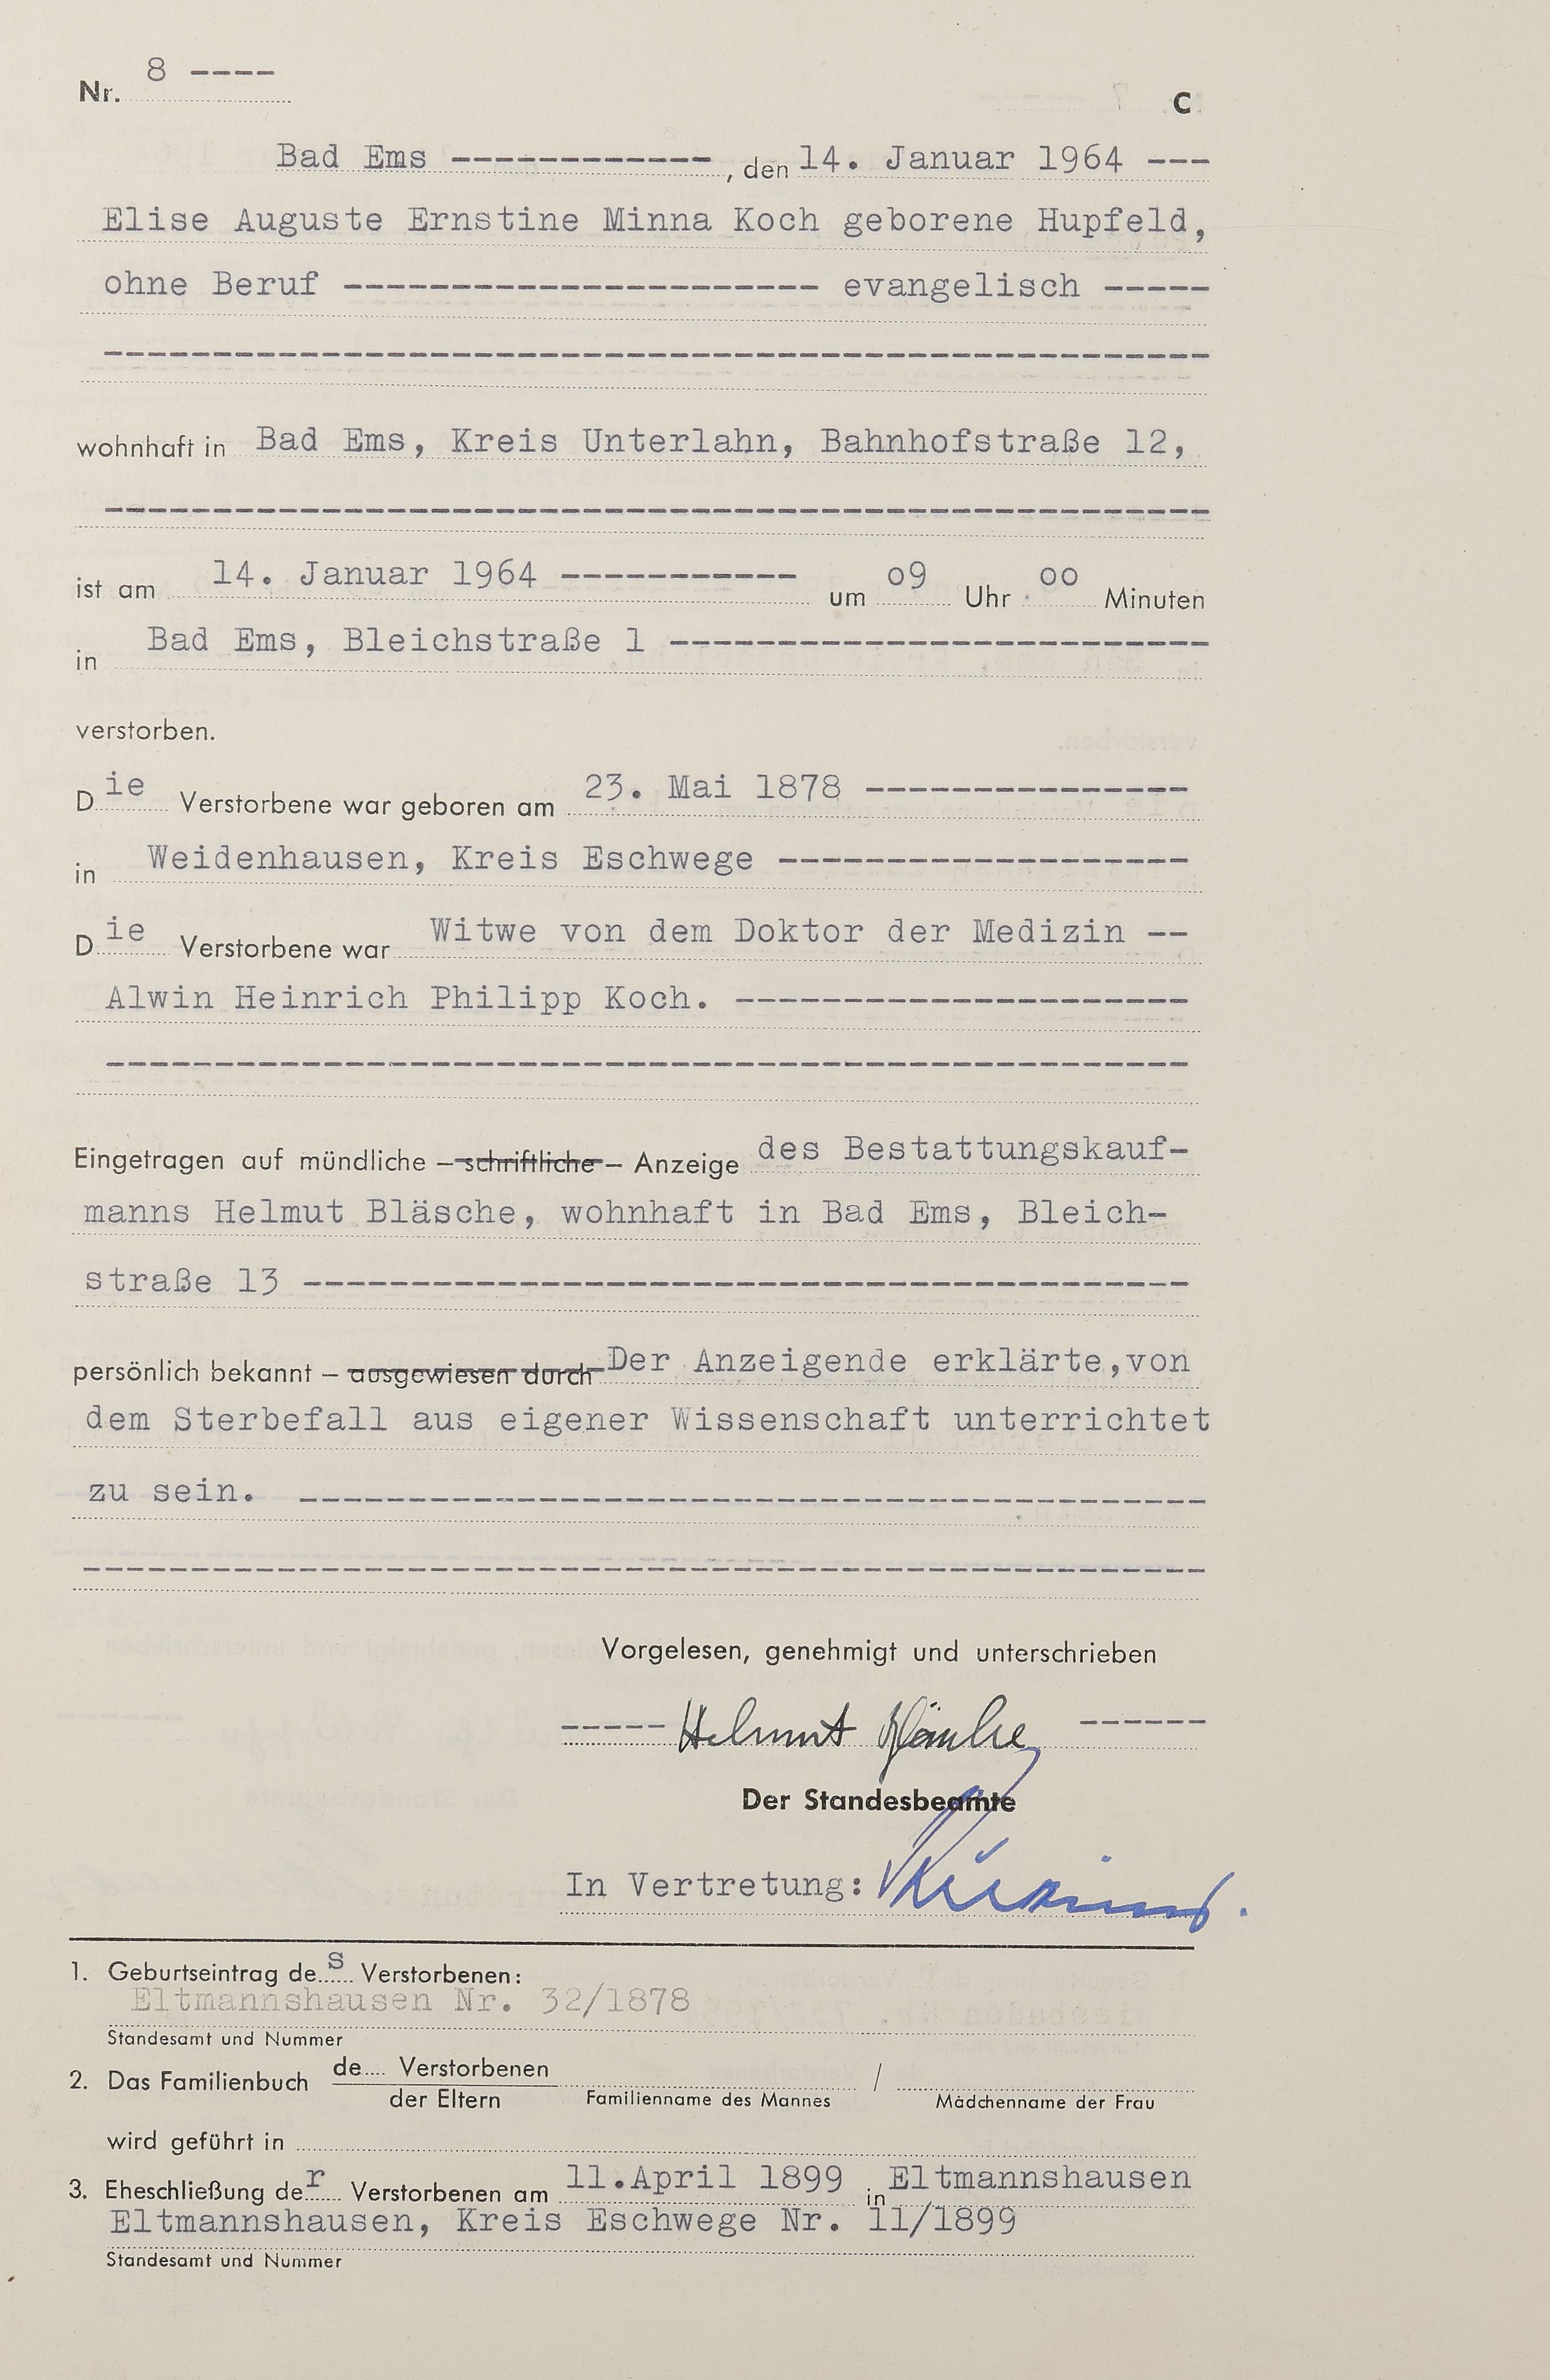 Nr. 8 ----
C
Bad Ems ------------, den 14. Januar 1964 ---
Elise Auguste Ernstine Minna Koch geborene Hupfeld,
ohne Beruf ---------------------- evangelisch -----
---------------------------------------------------
wohnhaft in Bad Ems, Kreis Unterlahn, Bahnhofstraße 12,
---------------------------------------------------
ist am 14. Januar 1964 ----------- um 09 Uhr 00 Minuten
in Bad Ems, Bleichstraße 1 -------------------------
verstorben.
Die Verstorbene war geboren am 23. Mai 1878 ---------------
in Weidenhausen, Kreis Eschwege -------------------
Die Verstorbene war Witwe von dem Doktor der Medizin --
Alwin Heinrich Philipp Koch. ---------------------
--------------------------------------------------
Eingetragen auf mündliche – schriftliche – Anzeige des Bestattungskauf-
manns Helmut Bläsche, wohnhaft in Bad Ems, Bleich-
straße 13 -----------------------------------------
persönlich bekannt – ausgewiesen durch Der Anzeigende erklärte,von
dem Sterbefall aus eigener Wissenschaft unterrichtet
zu sein. ------------------------------------------
----------------------------------------------------
Vorgelesen, genehmigt und unterschrieben
----- Helmut Bläsche ------
Der Standesbeamte
In Vertretung:
1. Geburtseintrag des Verstorbenen:
Eltmannshausen Nr. 32/1878
Standesamt und Nummer
2. Das Familienbuch de.... Verstorbenen /
der Eltern Familienname des Mannes Mädchenname der Frau
wird geführt in
3. Eheschließung der Verstorbenen am 11.April 1899 in Eltmannshausen
Eltmannshausen, Kreis Eschwege Nr. 11/1899
Standesamt und Nummer